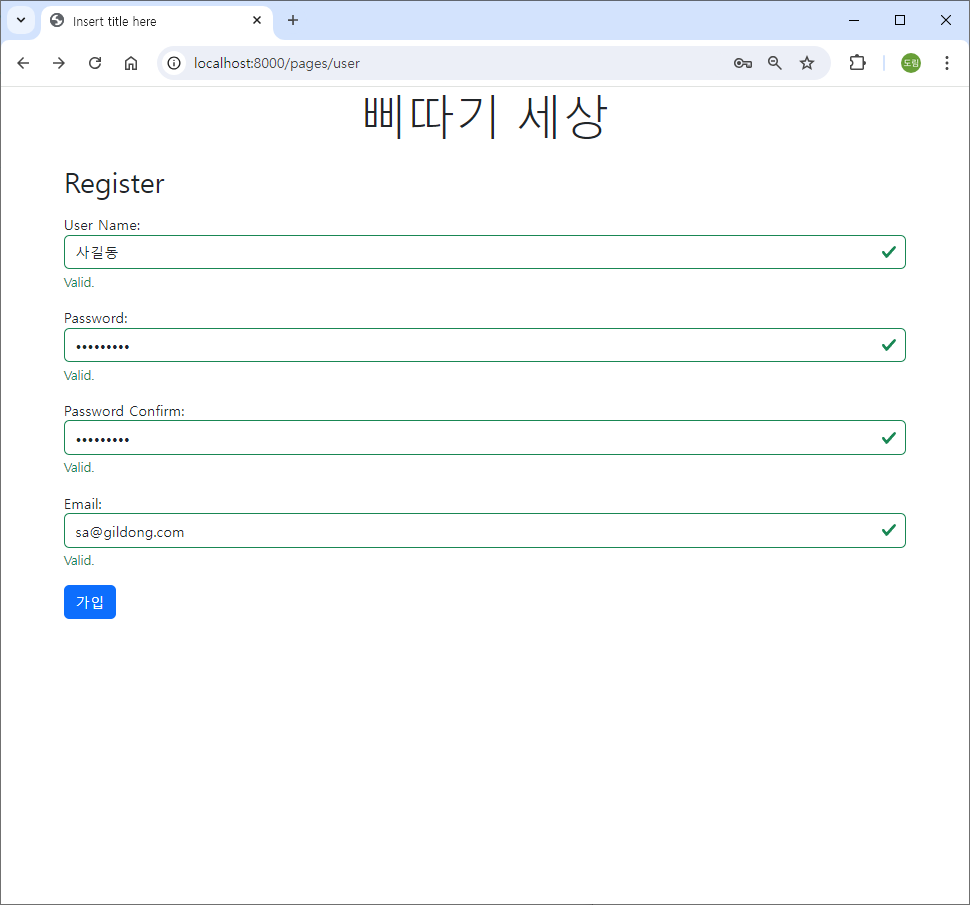 Insert title here
localhost:8000/pages/user
도림
삐따기 세상
Register
User Name:
사길동
Valid.
Password:
•••••••••
Valid.
Password Confirm:
•••••••••
Valid.
Email:
sa@gildong.com
Valid.
가입